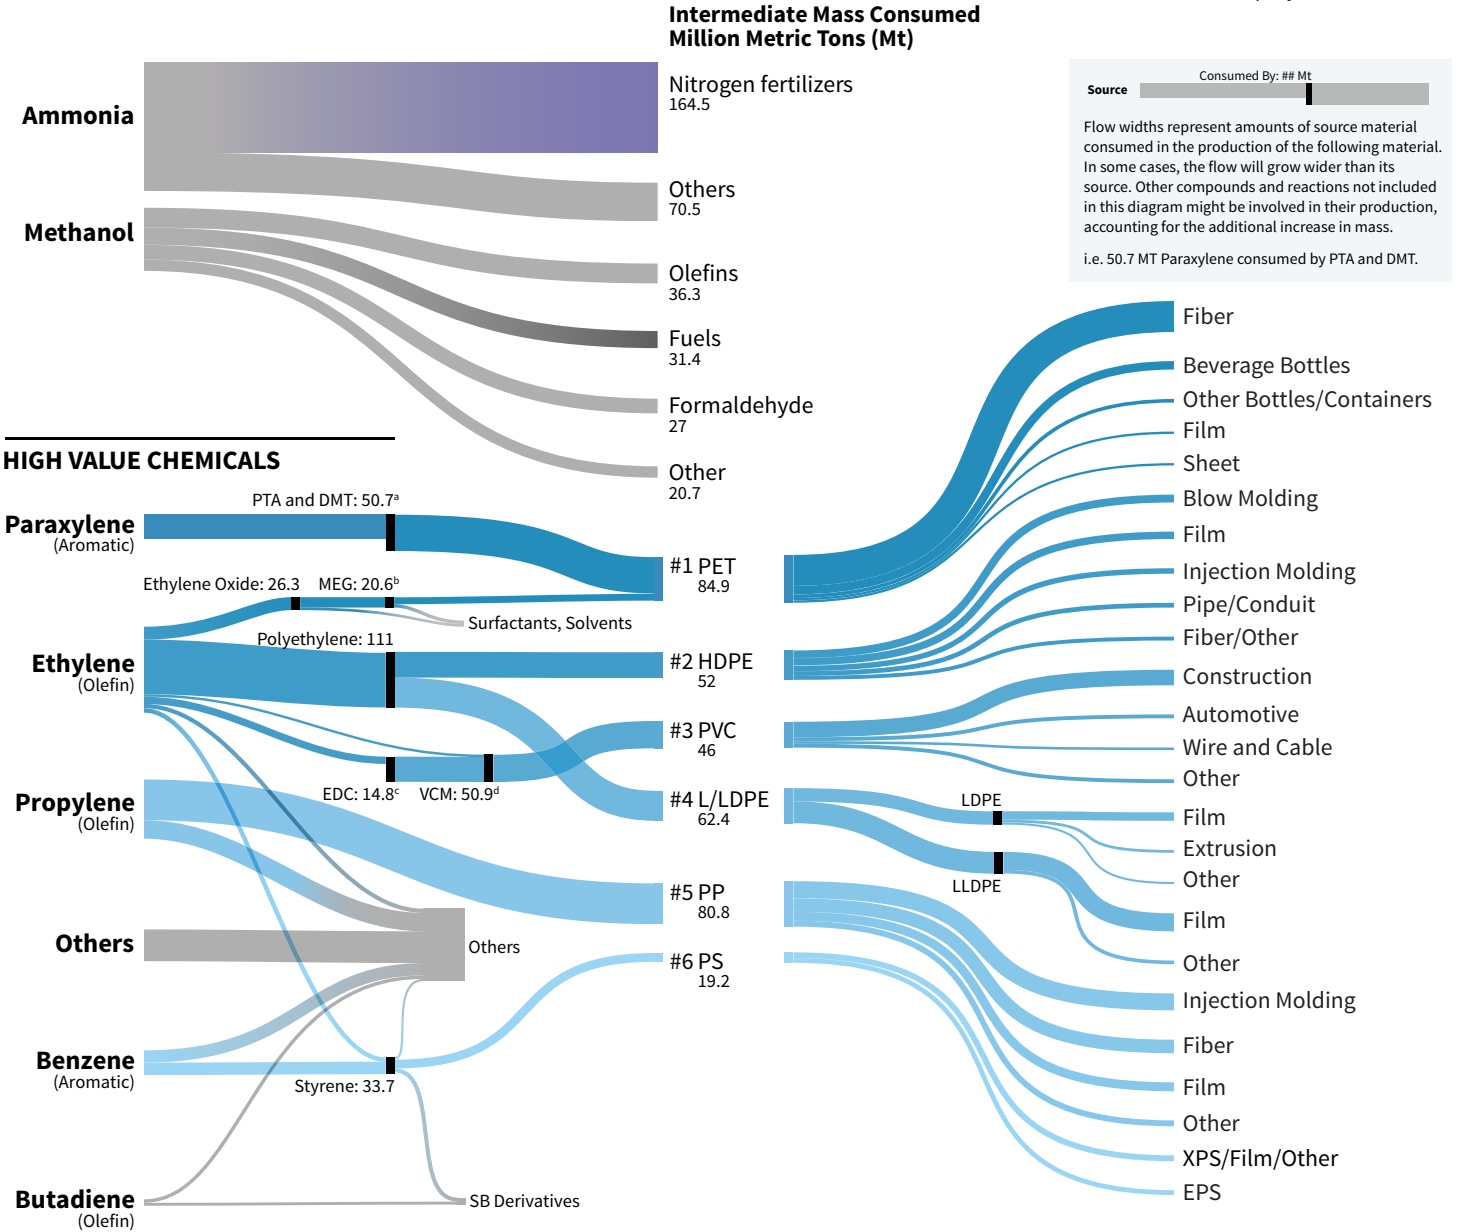 Intermediate Mass Consumed
Million Metric Tons (Mt)
Ammonia
Nitrogen fertilizers
164.5
Others
70.5
Methanol
Olefins
36.3
Fuels
31.4
Formaldehyde
27
Other
20.7
Consumed By: ## Mt
Source
Flow widths represent amounts of source material
consumed in the production of the following material.
In some cases, the flow will grow wider than its
source. Other compounds and reactions not included
in this diagram might be involved in their production,
accounting for the additional increase in mass.
i.e. 50.7 MT Paraxylene consumed by PTA and DMT.
HIGH VALUE CHEMICALS
Paraxylene
(Aromatic)
PTA and DMT: 50.7ᵃ
Ethylene Oxide: 26.3
MEG: 20.6ᵇ
Surfactants, Solvents
Polyethylene: 111
Ethylene
(Olefin)
EDC: 14.8ᶜ
VCM: 50.9ᵈ
Propylene
(Olefin)
Others
Others
Benzene
(Aromatic)
Styrene: 33.7
Butadiene
(Olefin)
SB Derivatives
#1 PET
84.9
#2 HDPE
52
#3 PVC
46
#4 L/LDPE
62.4
#5 PP
80.8
#6 PS
19.2
Fiber
Beverage Bottles
Other Bottles/Containers
Film
Sheet
Blow Molding
Film
Injection Molding
Pipe/Conduit
Fiber/Other
Construction
Automotive
Wire and Cable
Other
LDPE
Film
Extrusion
Other
LLDPE
Film
Other
Injection Molding
Fiber
Film
Other
XPS/Film/Other
EPS